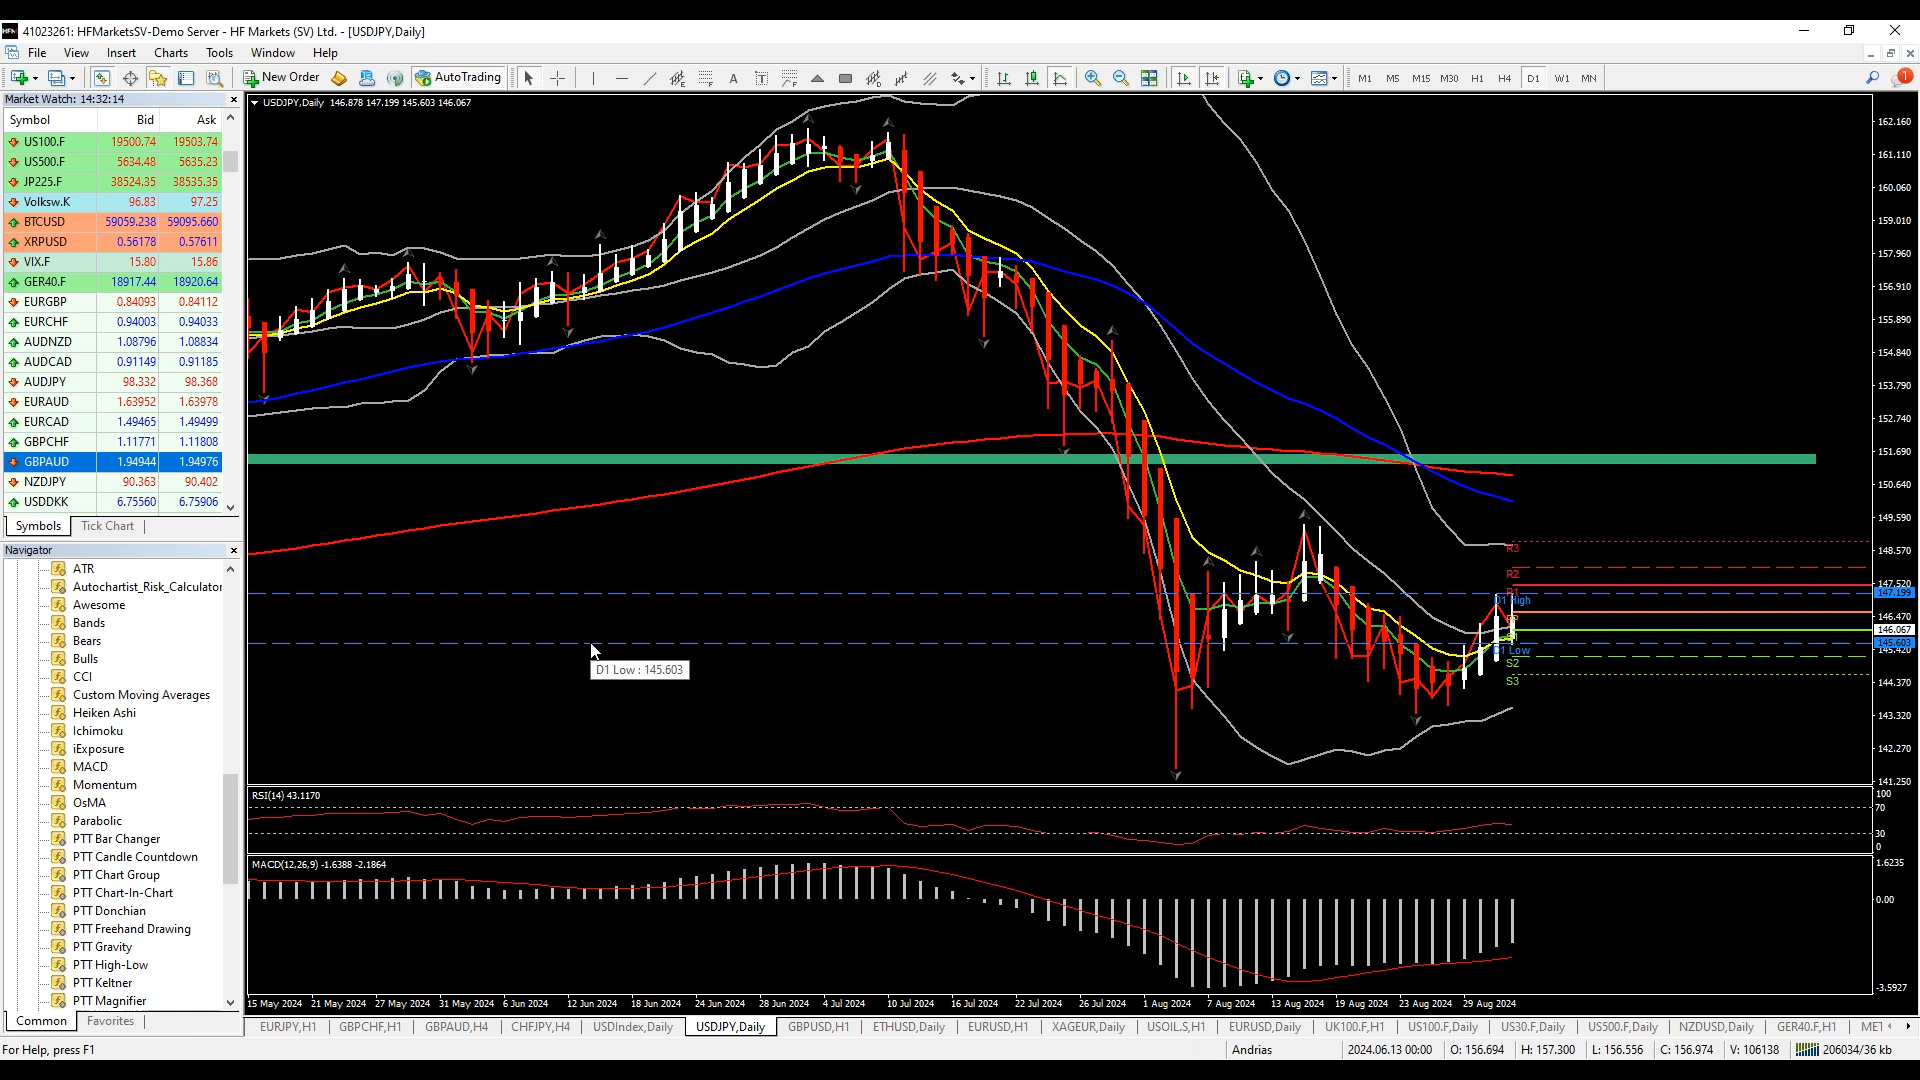 41023261: HFMarketsSV-Demo Server - HF Markets (SV) Ltd. - [USDJPY,Daily]
File View Insert Charts Tools Window Help
New Order AutoTrading M1 M5 M15 M30 H1 H4 D1 W1 MN 1
Market Watch: 14:32:14
Symbol Bid Ask
US100.F 19500.74 19503.74
US500.F 5634.48 5635.23
JP225.F 38524.35 38535.35
Volksw.K 96.83 97.25
BTCUSD 59059.238 59095.660
XRPUSD 0.56178 0.57611
VIX.F 15.80 15.86
GER40.F 18917.44 18920.64
EURGBP 0.84093 0.84112
EURCHF 0.94003 0.94033
AUDNZD 1.08796 1.08834
AUDCAD 0.91149 0.91185
AUDJPY 98.332 98.368
EURAUD 1.63952 1.63978
EURCAD 1.49465 1.49499
GBPCHF 1.11771 1.11808
GBPAUD 1.94944 1.94976
NZDJPY 90.363 90.402
USDDKK 6.75560 6.75906
Symbols Tick Chart
Navigator
ATR
Autochartist_Risk_Calculator
Awesome
Bands
Bears
Bulls
CCI
Custom Moving Averages
Heiken Ashi
Ichimoku
iExposure
MACD
Momentum
OsMA
Parabolic
PTT Bar Changer
PTT Candle Countdown
PTT Chart Group
PTT Chart-In-Chart
PTT Donchian
PTT Freehand Drawing
PTT Gravity
PTT High-Low
PTT Keltner
PTT Magnifier
Common Favorites
USDJPY,Daily 146.878 147.199 145.603 146.067
162.160
161.110
160.060
159.010
157.960
156.910
155.890
154.840
153.790
152.740
151.690
150.640
149.590
148.570
147.520
147.199
146.470
146.067
145.603
145.420
144.370
143.320
142.270
141.250
R3
R2
R1
D1 High
PP
S1
D1 Low
S2
S3
D1 Low : 145.603
RSI(14) 43.1170
100
70
30
0
MACD(12,26,9) -1.6388 -2.1864
1.6235
0.00
-3.5927
15 May 2024 21 May 2024 27 May 2024 31 May 2024 6 Jun 2024 12 Jun 2024 18 Jun 2024 24 Jun 2024 28 Jun 2024 4 Jul 2024 10 Jul 2024 16 Jul 2024 22 Jul 2024 26 Jul 2024 1 Aug 2024 7 Aug 2024 13 Aug 2024 19 Aug 2024 23 Aug 2024 29 Aug 2024
EURJPY,H1 GBPCHF,H1 GBPAUD,H4 CHFJPY,H4 USDIndex,Daily USDJPY,Daily GBPUSD,H1 ETHUSD,Daily EURUSD,H1 XAGEUR,Daily USOIL.S,H1 EURUSD,Daily UK100.F,H1 US100.F,Daily US30.F,Daily US500.F,Daily NZDUSD,Daily GER40.F,H1 MET
For Help, press F1 Andrias 2024.06.13 00:00 O: 156.694 H: 157.300 L: 156.556 C: 156.974 V: 106138 206034/36 kb